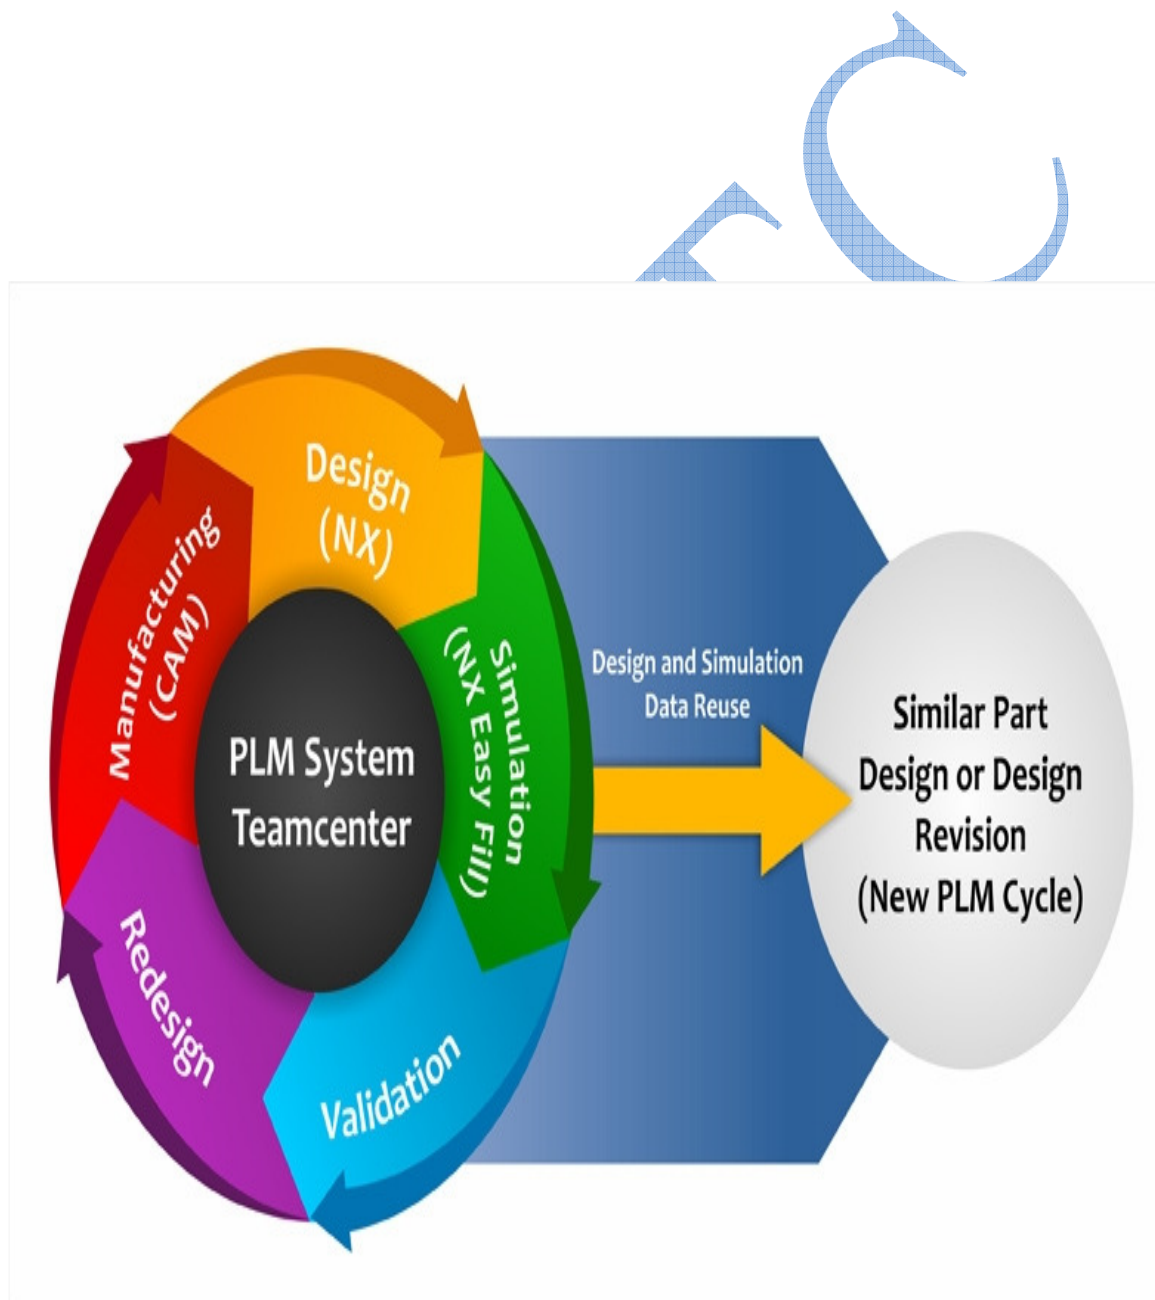 C
Design
(NX)
Simulation
(NX Easy Fill)
Manufacturing
(CAM)
PLM System
Teamcenter
Redesign
Validation
Design and Simulation
Data Reuse
Similar Part
Design or Design
Revision
(New PLM Cycle)